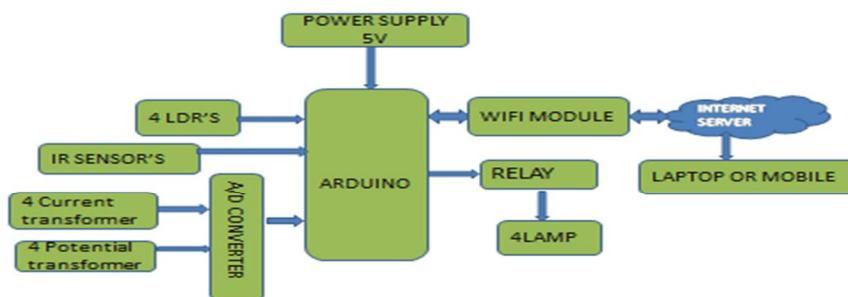 POWER SUPPLY
5V
4 LDR'S
IR SENSOR'S
4 Current
transformer
4 Potential
transformer
A/D CONVERTER
ARDUINO
WIFI MODULE
INTERNET
SERVER
RELAY
4LAMP
LAPTOP OR MOBILE